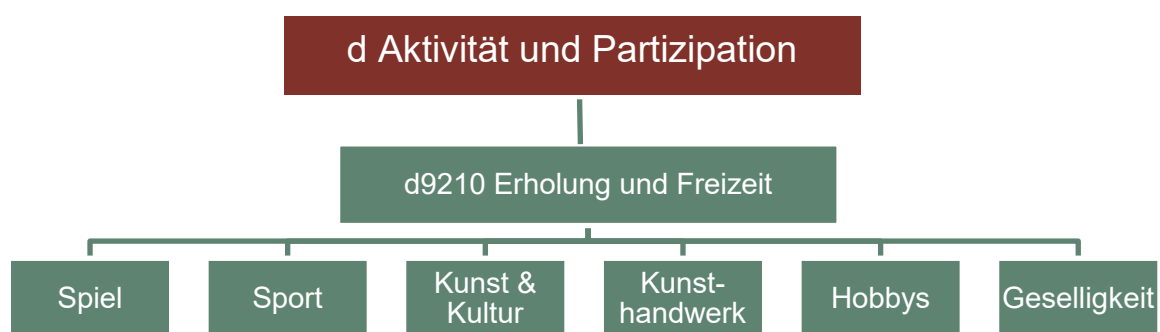 d Aktivität und Partizipation
d9210 Erholung und Freizeit
Spiel
Sport
Kunst &
Kultur
Kunst-
handwerk
Hobbys
Geselligkeit